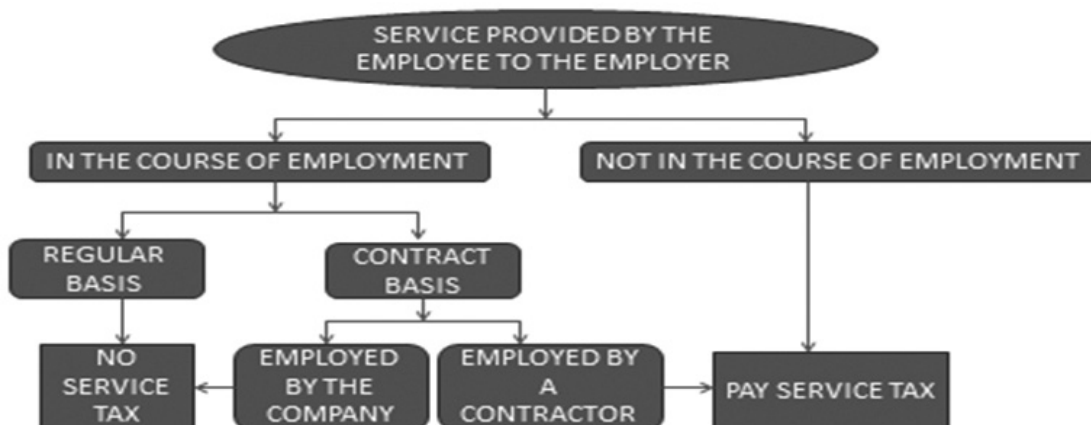 SERVICE PROVIDED BY THE
EMPLOYEE TO THE EMPLOYER
IN THE COURSE OF EMPLOYMENT
NOT IN THE COURSE OF EMPLOYMENT
REGULAR
BASIS
CONTRACT
BASIS
NO
SERVICE
TAX
EMPLOYED
BY THE
COMPANY
EMPLOYED BY
A
CONTRACTOR
PAY SERVICE TAX